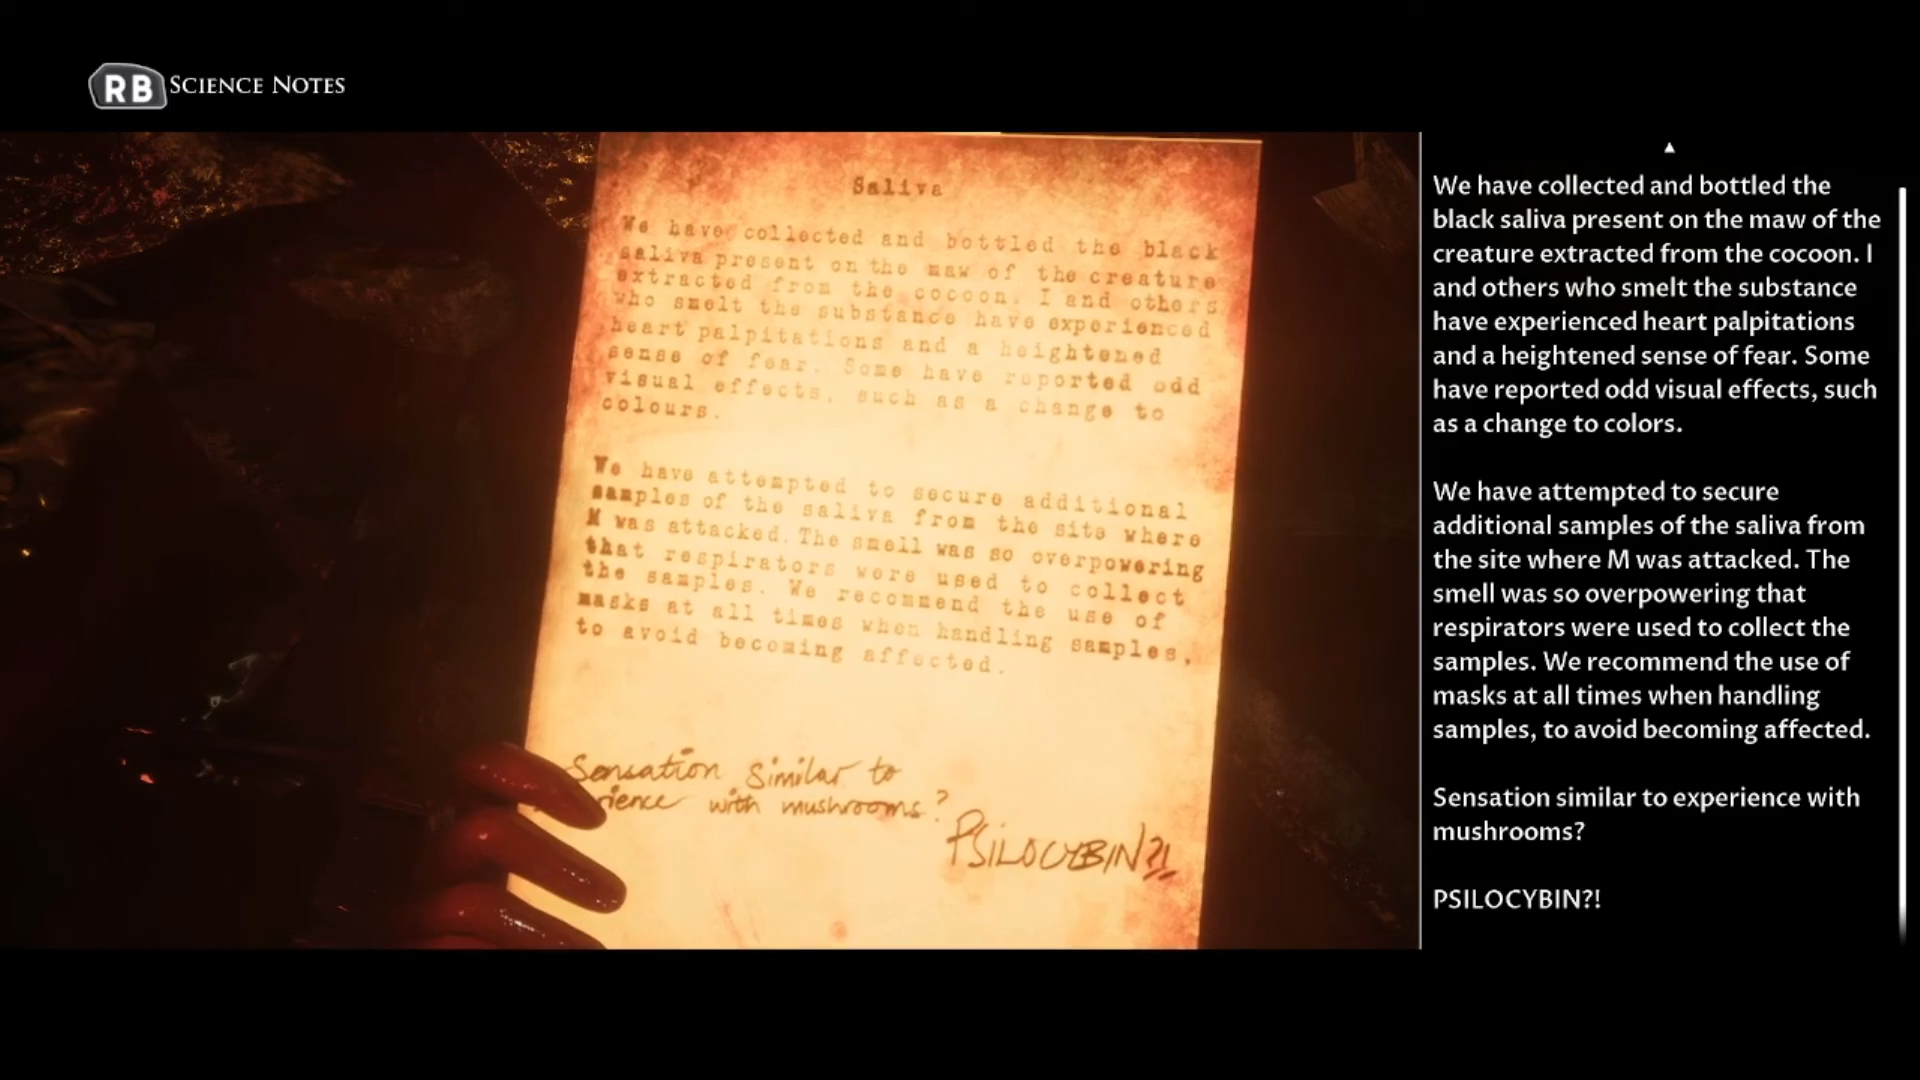 RB Science Notes
Saliva
We have collected and bottled the black
saliva present on the maw of the creature
extracted from the cocoon. I and others
who smelt the substance have experienced
heart palpitations and a heightened
sense of fear. Some have reported odd
visual effects, such as a change to
colours.
We have attempted to secure additional
samples of the saliva from the site where
M was attacked. The smell was so overpowering
that respirators were used to collect
the samples. We recommend the use of
masks at all times when handling samples,
to avoid becoming affected.
Sensation similar to
rience with mushrooms?
PSILOCYBIN?!
We have collected and bottled the
black saliva present on the maw of the
creature extracted from the cocoon. I
and others who smelt the substance
have experienced heart palpitations
and a heightened sense of fear. Some
have reported odd visual effects, such
as a change to colors.
We have attempted to secure
additional samples of the saliva from
the site where M was attacked. The
smell was so overpowering that
respirators were used to collect the
samples. We recommend the use of
masks at all times when handling
samples, to avoid becoming affected.
Sensation similar to experience with
mushrooms?
PSILOCYBIN?!